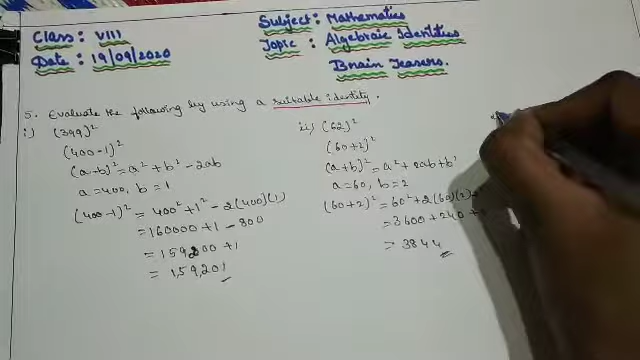 Class: VIII
Date: 19/09/2020
Subject: Mathematics
Topic: Algebraic Identities
Brain Teasers.
5. Evaluate the following by using a suitable identity.
i) (399)²
(400-1)²
(a-b)² = a² + b² - 2ab
a = 400, b = 1
(400-1)² = 400² + 1² - 2(400)(1)
= 160000 + 1 - 800
= 159200 + 1
= 1,59,201
ii) (62)²
(60+2)²
(a+b)² = a² + 2ab + b²
a = 60, b = 2
(60+2)² = 60² + 2(60)(2) +
= 3600 + 240 +
= 3844